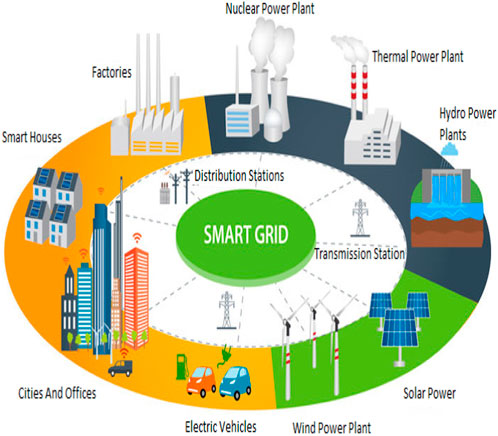 Nuclear Power Plant
Thermal Power Plant
Factories
Hydro Power
Plants
Smart Houses
Distribution Stations
SMART GRID
Transmission Station
Cities And Offices
Solar Power
Electric Vehicles
Wind Power Plant